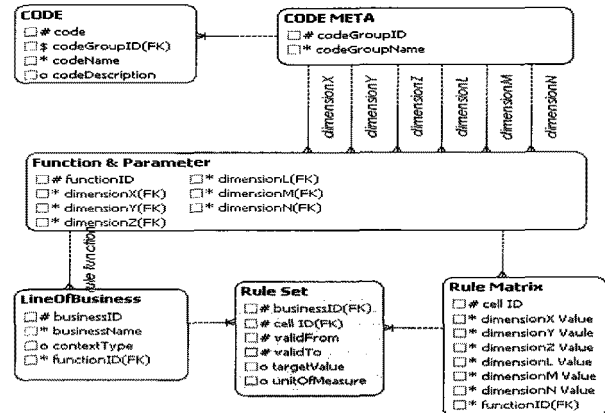 CODE
# code
$ codeGroupID(FK)
* codeName
o codeDescription
CODE META
# codeGroupID
* codeGroupName
dimensionX
dimensionY
dimensionZ
dimensionL
dimensionM
dimensionN
Function & Parameter
# functionID
* dimensionX(FK)
* dimensionY(FK)
* dimensionZ(FK)
* dimensionL(FK)
* dimensionM(FK)
* dimensionN(FK)
rule function
LineOfBusiness
# businessID
* businessName
o contextType
* functionID(FK)
Rule Set
# businessID(FK)
# cell ID(FK)
# validFrom
# validTo
o targetValue
o unitOfMeasure
Rule Matrix
# cell ID
* dimensionX Value
* dimensionY Vaule
* dimensionZ Value
* dimensionL Value
* dimensionM Value
* dimensionN Value
* functionID(FK)